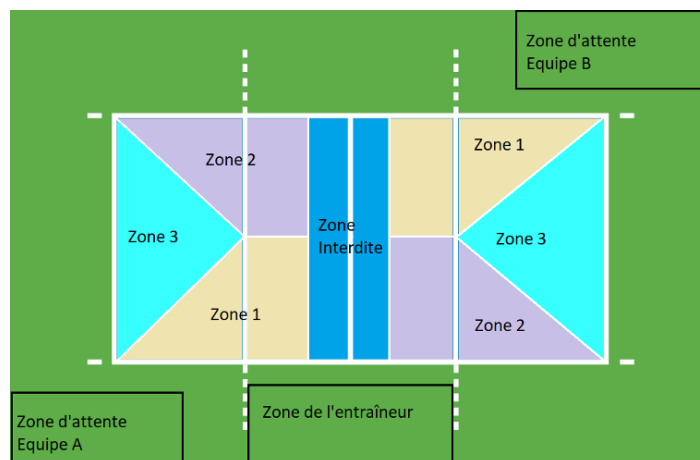 Zone d'attente
Equipe B
Zone 2
Zone 1
Zone 3
Zone
Interdite
Zone 3
Zone 1
Zone 2
Zone d'attente
Equipe A
Zone de l'entraîneur